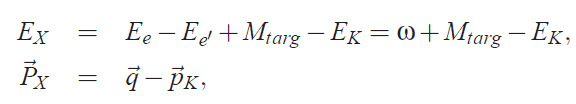 E_X = E_e − E_{e′} + M_{targ} − E_K = ω + M_{targ} − E_K,
\vec{P}_X = \vec{q} − \vec{p}_K,